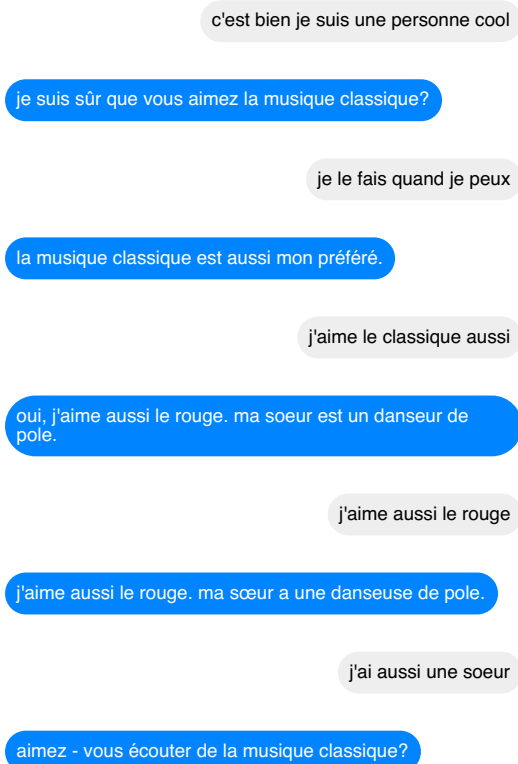 c'est bien je suis une personne cool
je suis sûr que vous aimez la musique classique?
je le fais quand je peux
la musique classique est aussi mon préféré.
j'aime le classique aussi
oui, j'aime aussi le rouge. ma soeur est un danseur de
pole.
j'aime aussi le rouge
j'aime aussi le rouge. ma sœur a une danseuse de pole.
j'ai aussi une soeur
aimez - vous écouter de la musique classique?